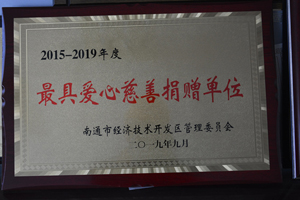 2015-2019年度
最具爱心慈善捐赠单位
南通市经济技术开发区管理委员会
二〇一九年九月